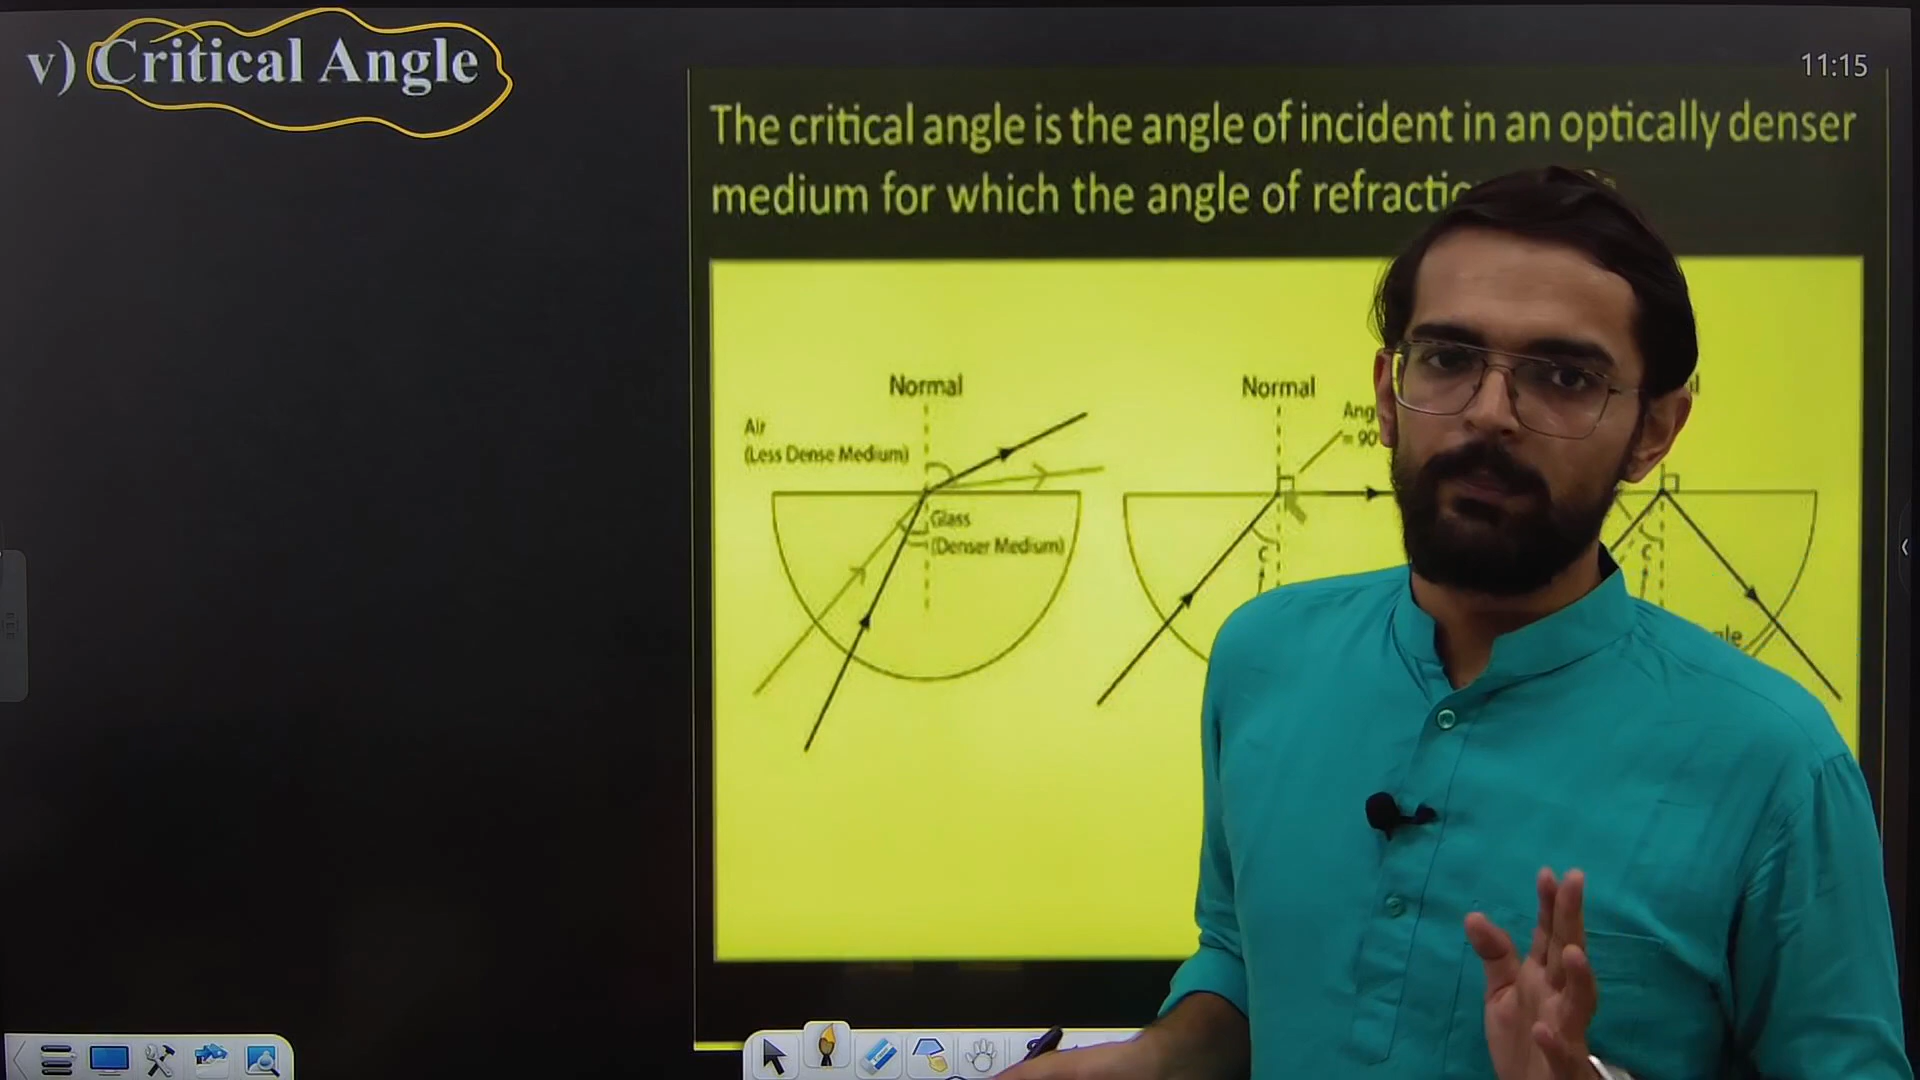 v) Critical Angle
11:15
The critical angle is the angle of incident in an optically denser
medium for which the angle of
Normal
Normal
Air
(Less Dense Medium)
= 90°
Glass
(Denser Medium)
C
C